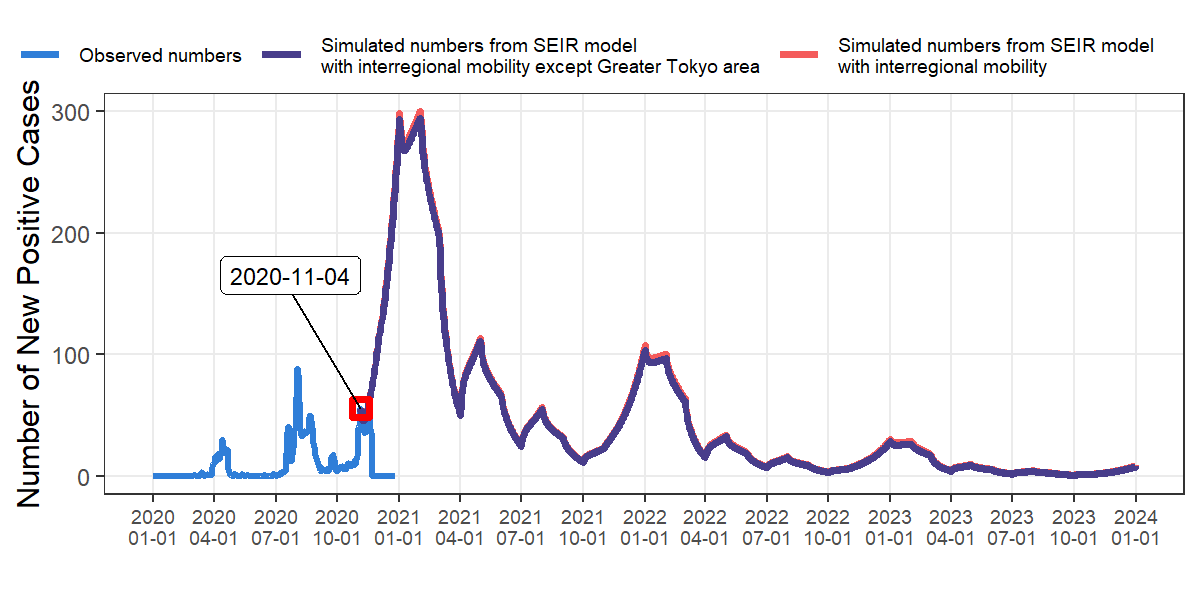 Observed numbers
Simulated numbers from SEIR model
with interregional mobility except Greater Tokyo area
Simulated numbers from SEIR model
with interregional mobility
Number of New Positive Cases
300
200
100
0
2020-11-04
2020 2020 2020 2020 2021 2021 2021 2021 2022 2022 2022 2022 2023 2023 2023 2023 2024
01-01 04-01 07-01 10-01 01-01 04-01 07-01 10-01 01-01 04-01 07-01 10-01 01-01 04-01 07-01 10-01 01-01